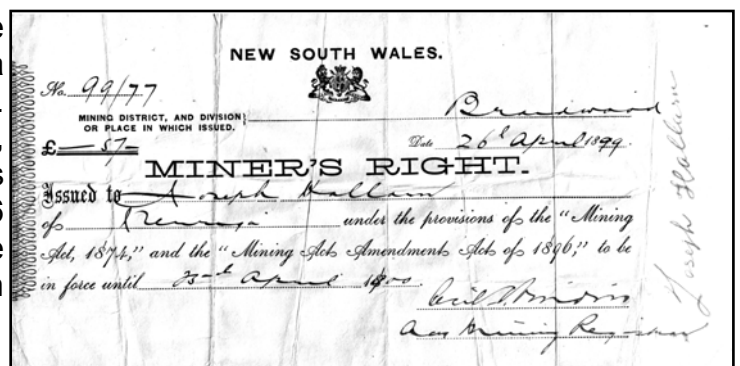 NEW SOUTH WALES.
No. 99/77
MINING DISTRICT, AND DIVISION
OR PLACE IN WHICH ISSUED.
Braidwood
£ — 5/-
Date 26th April 1899.
MINER'S RIGHT.
Issued to Joseph Hallam
of under the provisions of the "Mining
Act, 1874," and the "Mining Act Amendment Act of 1896," to be
in force until April 1900.
Mining Registrar
Joseph Hallam